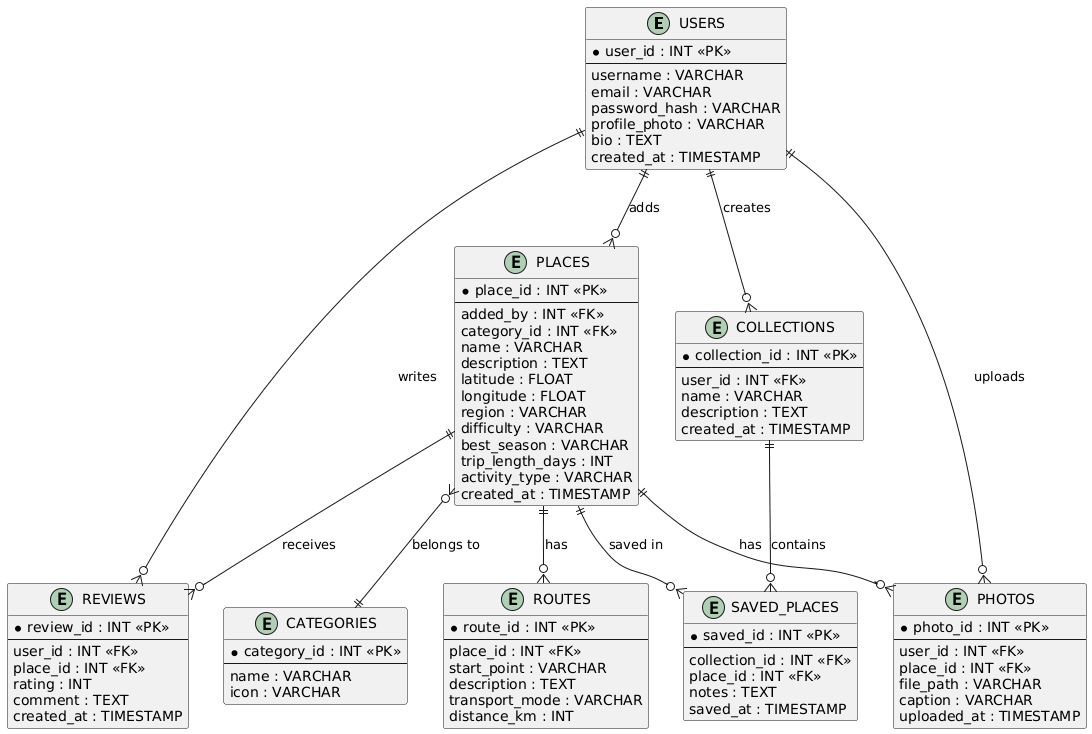 E USERS
* user_id : INT «PK»
username : VARCHAR
email : VARCHAR
password_hash : VARCHAR
profile_photo : VARCHAR
bio : TEXT
created_at : TIMESTAMP
adds
creates
E PLACES
* place_id : INT «PK»
added_by : INT «FK»
category_id : INT «FK»
name : VARCHAR
description : TEXT
latitude : FLOAT
longitude : FLOAT
region : VARCHAR
difficulty : VARCHAR
best_season : VARCHAR
trip_length_days : INT
activity_type : VARCHAR
created_at : TIMESTAMP
E COLLECTIONS
* collection_id : INT «PK»
user_id : INT «FK»
name : VARCHAR
description : TEXT
created_at : TIMESTAMP
writes
uploads
receives
belongs to
has
saved in
has
contains
E REVIEWS
* review_id : INT «PK»
user_id : INT «FK»
place_id : INT «FK»
rating : INT
comment : TEXT
created_at : TIMESTAMP
E CATEGORIES
* category_id : INT «PK»
name : VARCHAR
icon : VARCHAR
E ROUTES
* route_id : INT «PK»
place_id : INT «FK»
start_point : VARCHAR
description : TEXT
transport_mode : VARCHAR
distance_km : INT
E SAVED_PLACES
* saved_id : INT «PK»
collection_id : INT «FK»
place_id : INT «FK»
notes : TEXT
saved_at : TIMESTAMP
E PHOTOS
* photo_id : INT «PK»
user_id : INT «FK»
place_id : INT «FK»
file_path : VARCHAR
caption : VARCHAR
uploaded_at : TIMESTAMP